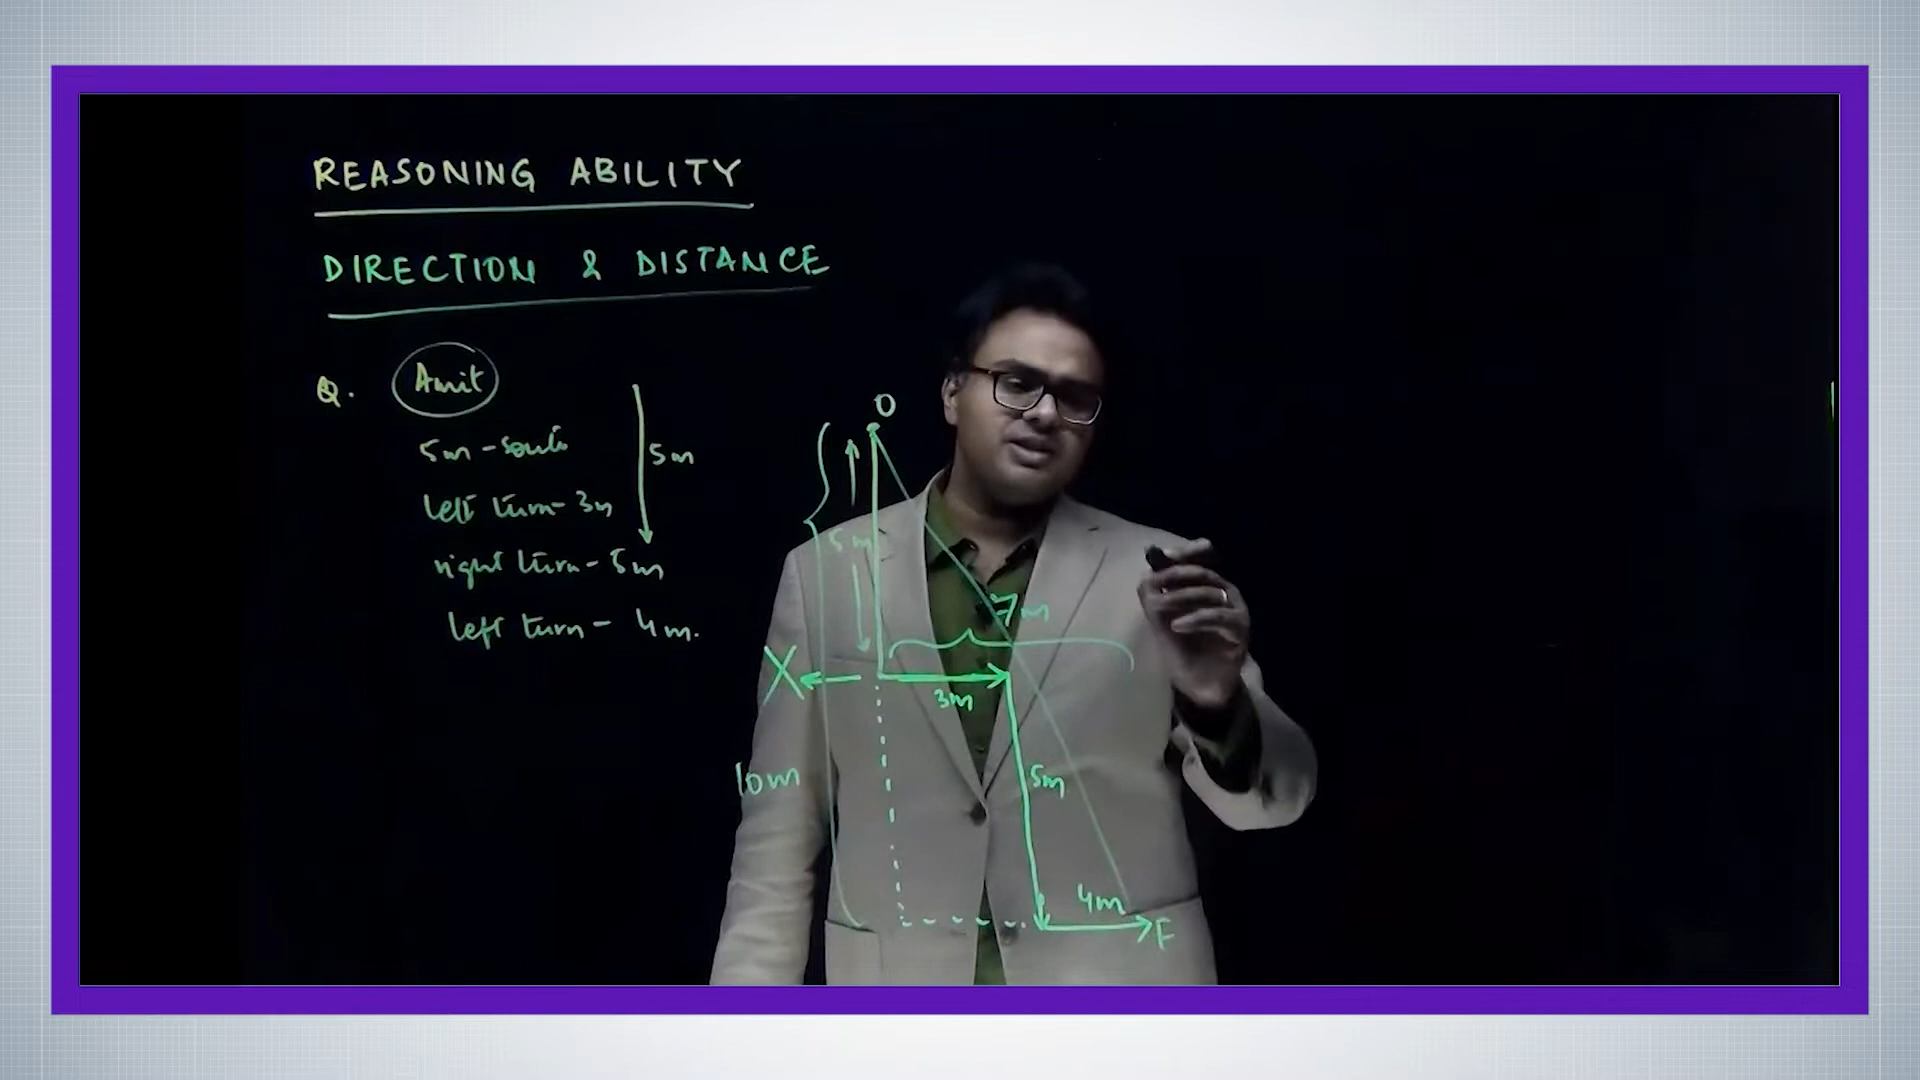 REASONING ABILITY
DIRECTION & DISTANCE
Q. Amit
5m - south
5m
left turn - 3m
right turn - 5m
left turn - 4m.
O
5m
7m
X
3m
10m
5m
4m
F